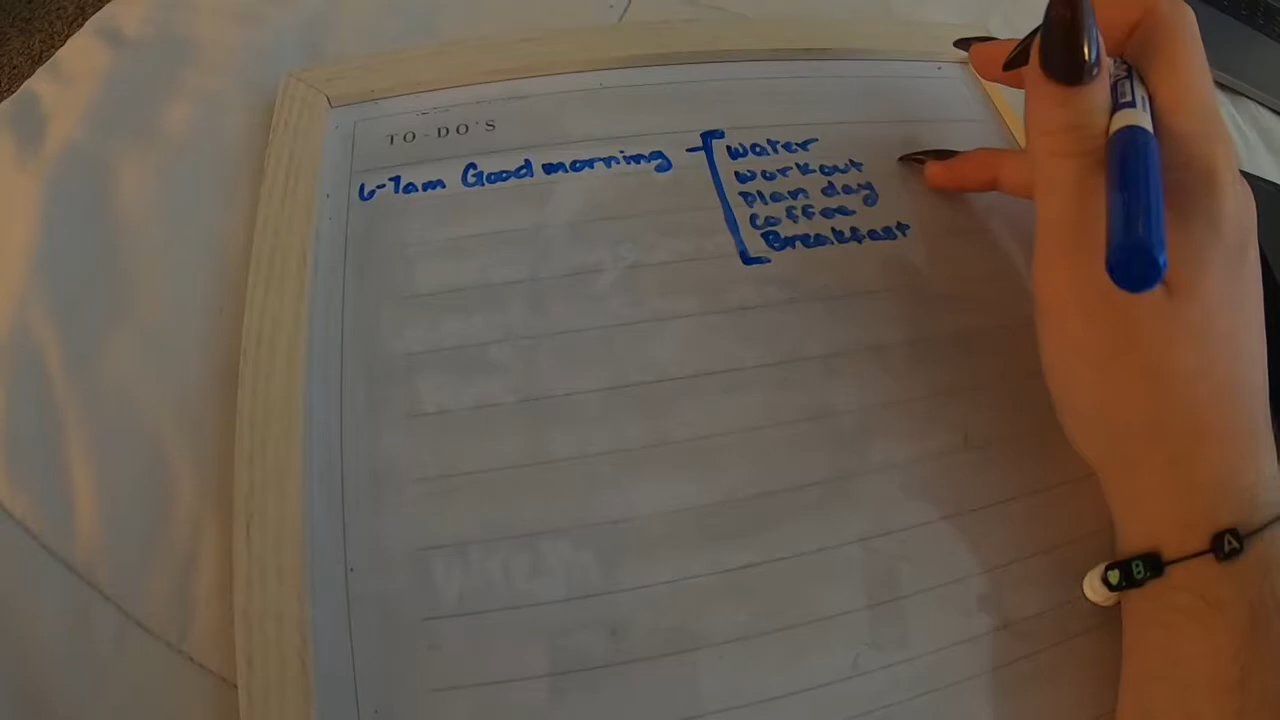 TO-DO'S
6-7am Good morning
Water
Workout
Plan day
Coffee
Breakfast
B
A